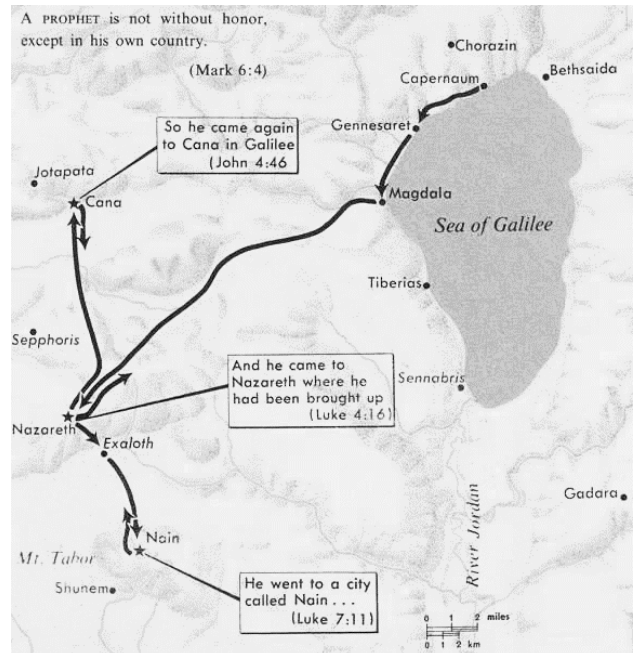 A PROPHET is not without honor,
except in his own country.
(Mark 6:4)
Chorazin
Bethsaida
Capernaum
Gennesaret
So he came again
to Cana in Galilee
(John 4:46
Jotapata
Cana
Magdala
Sea of Galilee
Tiberias
Sepphoris
And he came to
Nazareth where he
had been brought up
(Luke 4:16)
Sennabris
Nazareth
Exaloth
Gadara
River Jordan
Nain
Mt. Tabor
Shunem
He went to a city
called Nain . . .
(Luke 7:11)
0 1 2 miles
0 1 2 km